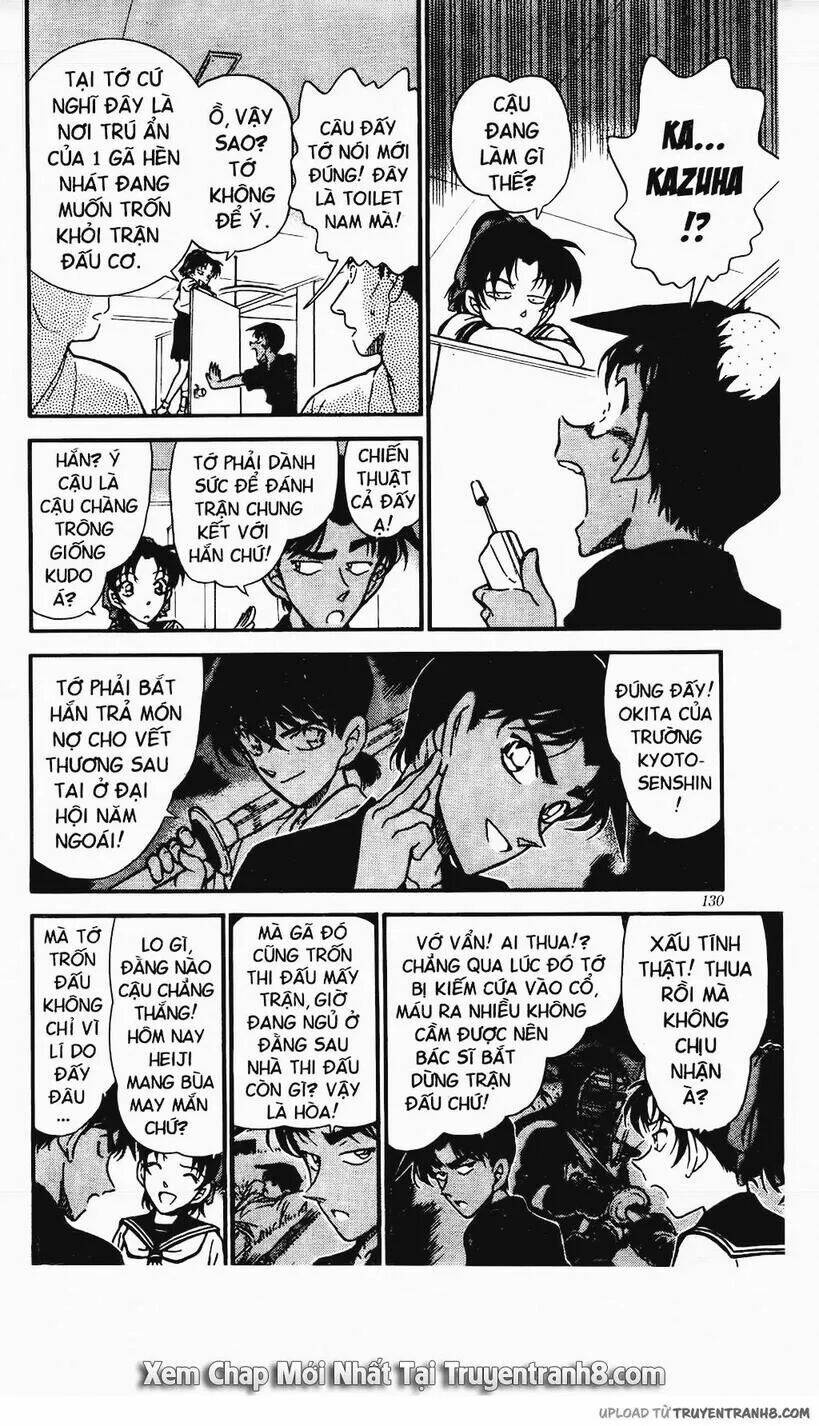 KA...
KAZUHA
!?
CẬU
ĐANG
LÀM GÌ
THẾ?
CÂU ĐẤY
TỚ NÓI MỚI
ĐÚNG! ĐÂY
LÀ TOILET
NAM MÀ!
Ồ, VẬY
SAO?
TỚ
KHÔNG
ĐỂ Ý.
TẠI TỚ CỨ
NGHĨ ĐÂY LÀ
NƠI TRÚ ẨN
CỦA 1 GÃ HÈN
NHÁT ĐANG
MUỐN TRỐN
KHỎI TRẬN
ĐẤU CƠ.
CHIẾN
THUẬT
CẢ ĐẤY
Ạ!
TỚ PHẢI DÀNH
SỨC ĐỂ ĐÁNH
TRẬN CHUNG
KẾT VỚI
HẮN CHỨ!
HẮN? Ý
CẬU LÀ
CẬU CHÀNG
TRÔNG
GIỐNG
KUDO
Á?
ĐÚNG ĐẤY!
OKITA CỦA
TRƯỜNG
KYOTO-
SENSHIN
!
TỚ PHẢI BẮT
HẮN TRẢ MÓN
NỢ CHO VẾT
THƯƠNG SAU
TAI Ở ĐẠI
HỘI NĂM
NGOÁI!
130
XẤU TÍNH
THẬT! THUA
RỒI MÀ
KHÔNG
CHỊU
NHẬN
À?
VỚ VẨN! AI THUA!?
CHẲNG QUA LÚC ĐÓ TỚ
BỊ KIẾM CỨA VÀO CỔ,
MÁU RA NHIỀU KHÔNG
CẦM ĐƯỢC NÊN
BÁC SĨ BẮT
DỪNG TRẬN
ĐẤU CHỨ!
MÀ GÃ ĐÓ
CŨNG TRỐN
THI ĐẤU MẤY
TRẬN, GIỜ
ĐANG NGỦ Ở
ĐẰNG SAU
NHÀ THI ĐẤU
CÒN GÌ? VẬY
LÀ HÒA!
LO GÌ,
ĐẰNG NÀO
CẬU CHẲNG
THẮNG!
HÔM NAY
HEIJI
MANG BÙA
MAY MẮN
CHỨ?
MÀ TỚ
TRỐN
ĐẤU
KHÔNG
CHỈ VÌ
LÍ DO
ĐẤY
ĐÂU
...
Xem Chap Mới Nhất Tại Truyentranh8.com
UPLOAD TỪ TRUYENTRANH8.COM